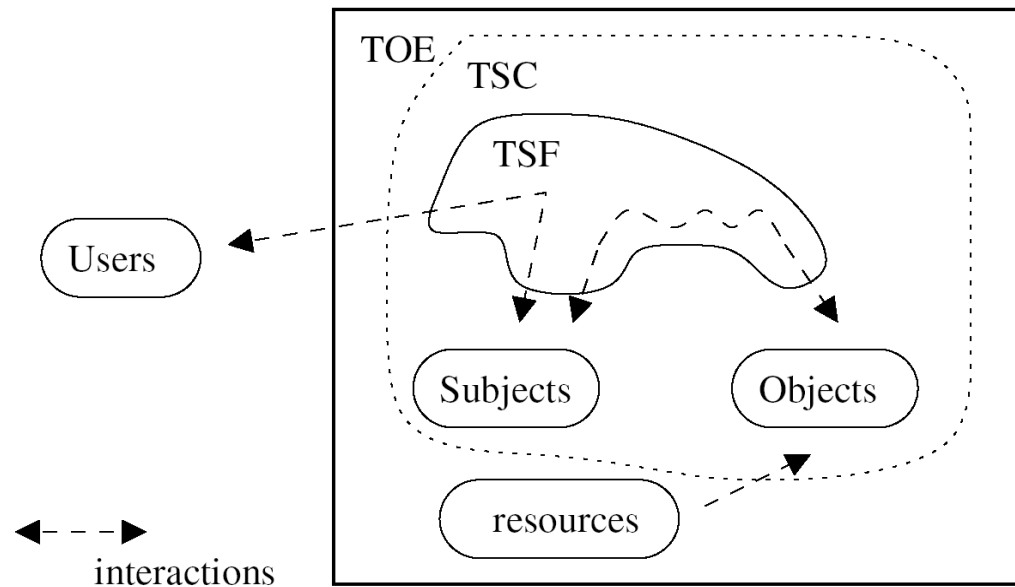 TOE
TSC
TSF
Users
Subjects
Objects
resources
interactions